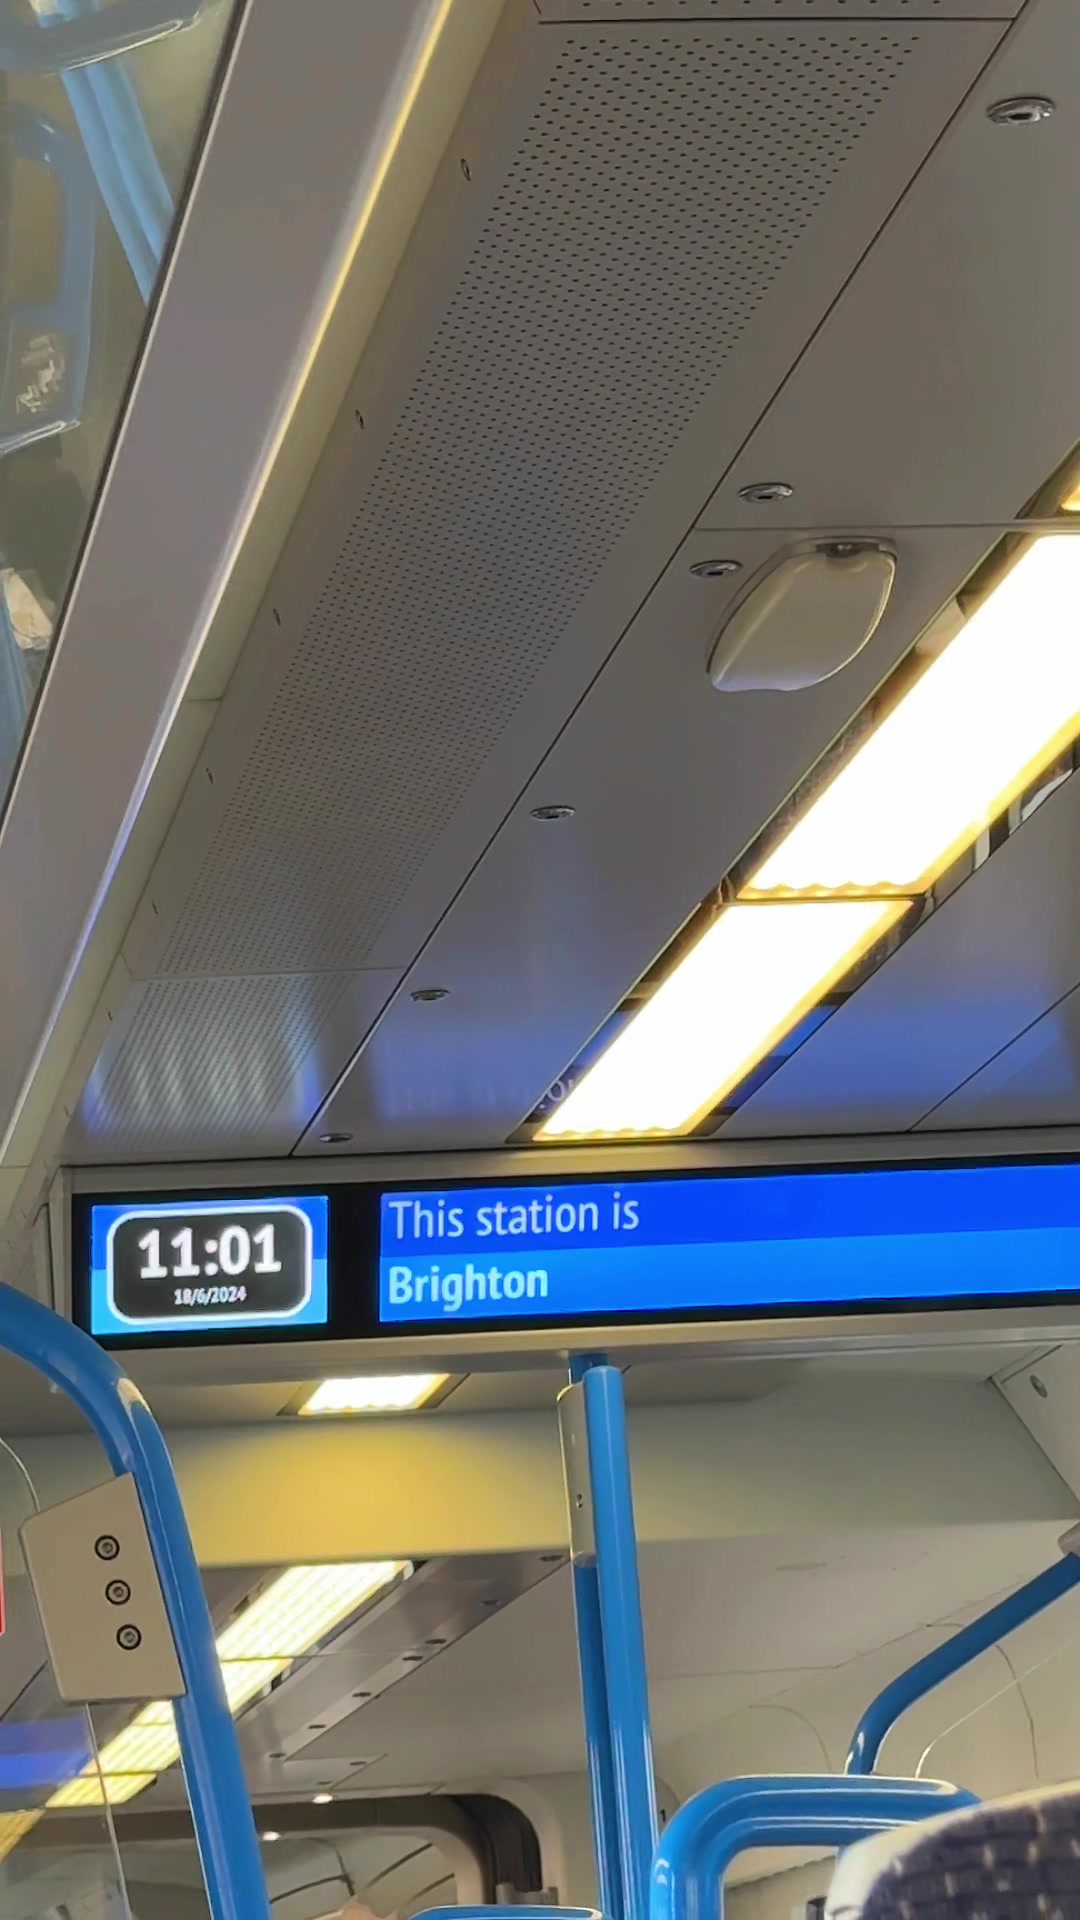 11:01
18/6/2024
This station is
Brighton